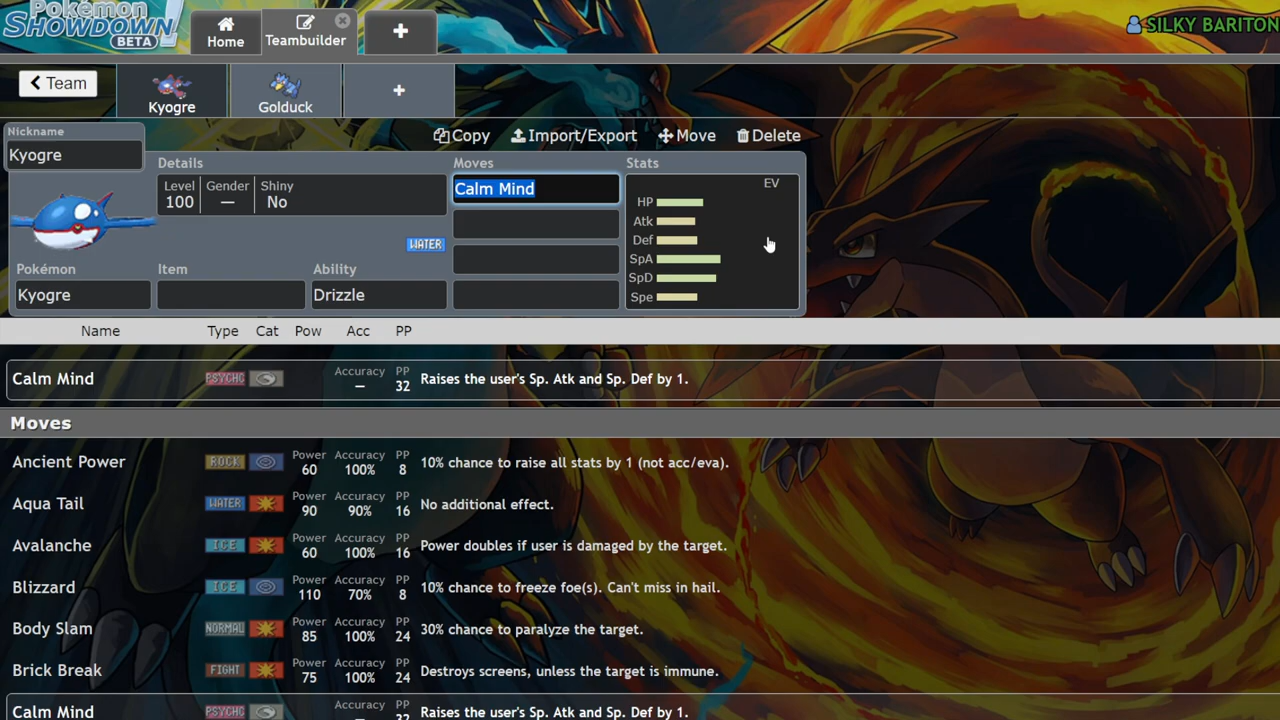 Pokémon
SHOWDOWN!
BETA
Home
Teambuilder
SILKY BARITON
Team
Kyogre
Golduck
Nickname
Kyogre
Copy
Import/Export
Move
Delete
Details
Moves
Stats
Level
100
Gender
—
Shiny
No
Calm Mind
EV
HP
Atk
Def
SpA
SpD
Spe
WATER
Pokémon
Item
Ability
Kyogre
Drizzle
Name Type Cat Pow Acc PP
Calm Mind PSYCHC Accuracy — PP 32 Raises the user's Sp. Atk and Sp. Def by 1.
Moves
Ancient Power ROCK Power 60 Accuracy 100% PP 8 10% chance to raise all stats by 1 (not acc/eva).
Aqua Tail WATER Power 90 Accuracy 90% PP 16 No additional effect.
Avalanche ICE Power 60 Accuracy 100% PP 16 Power doubles if user is damaged by the target.
Blizzard ICE Power 110 Accuracy 70% PP 8 10% chance to freeze foe(s). Can't miss in hail.
Body Slam NORMAL Power 85 Accuracy 100% PP 24 30% chance to paralyze the target.
Brick Break FIGHT Power 75 Accuracy 100% PP 24 Destroys screens, unless the target is immune.
Calm Mind PSYCHC Accuracy — PP 32 Raises the user's Sp. Atk and Sp. Def by 1.